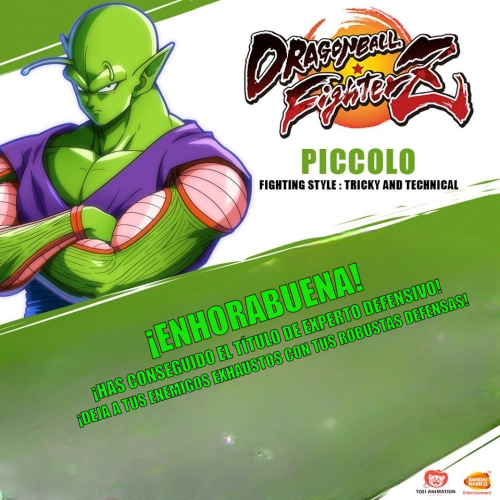 DRAGONBALL
FighterZ
PICCOLO
FIGHTING STYLE : TRICKY AND TECHNICAL
¡ENHORABUENA!
¡HAS CONSEGUIDO EL TÍTULO DE EXPERTO DEFENSIVO!
¡DEJA A TUS ENEMIGOS EXHAUSTOS CON TUS ROBUSTAS DEFENSAS!
TOEI ANIMATION
BANDAI
NAMCO
Entertainment